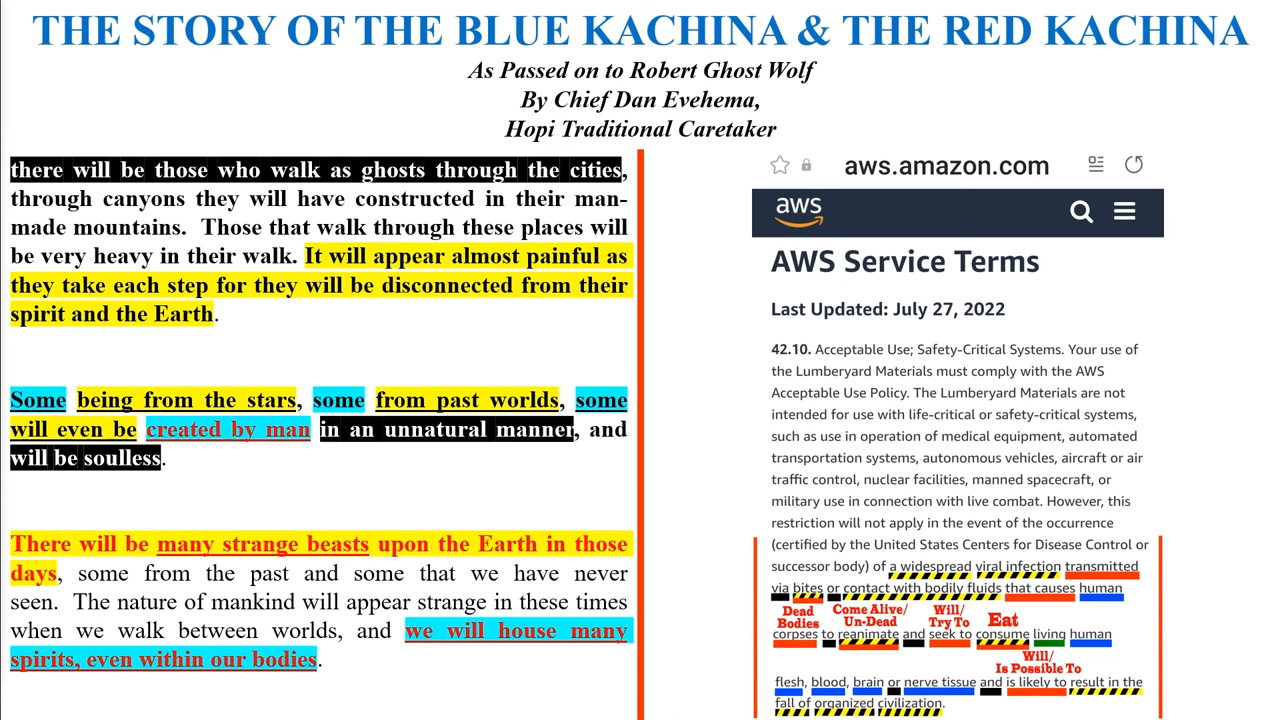 THE STORY OF THE BLUE KACHINA & THE RED KACHINA
As Passed on to Robert Ghost Wolf
By Chief Dan Evehema,
Hopi Traditional Caretaker
there will be those who walk as ghosts through the cities,
through canyons they will have constructed in their man-
made mountains. Those that walk through these places will
be very heavy in their walk. It will appear almost painful as
they take each step for they will be disconnected from their
spirit and the Earth.
Some being from the stars, some from past worlds, some
will even be created by man in an unnatural manner, and
will be soulless.
There will be many strange beasts upon the Earth in those
days, some from the past and some that we have never
seen. The nature of mankind will appear strange in these times
when we walk between worlds, and we will house many
spirits, even within our bodies.
aws.amazon.com
aws
AWS Service Terms
Last Updated: July 27, 2022
42.10. Acceptable Use; Safety-Critical Systems. Your use of
the Lumberyard Materials must comply with the AWS
Acceptable Use Policy. The Lumberyard Materials are not
intended for use with life-critical or safety-critical systems,
such as use in operation of medical equipment, automated
transportation systems, autonomous vehicles, aircraft or air
traffic control, nuclear facilities, manned spacecraft, or
military use in connection with live combat. However, this
restriction will not apply in the event of the occurrence
(certified by the United States Centers for Disease Control or
successor body) of a widespread viral infection transmitted
via bites or contact with bodily fluids that causes human
Dead Bodies
Come Alive/ Un-Dead
Will/ Try To
Eat
corpses to reanimate and seek to consume living human
Will/
Is Possible To
flesh, blood, brain or nerve tissue and is likely to result in the
fall of organized civilization.